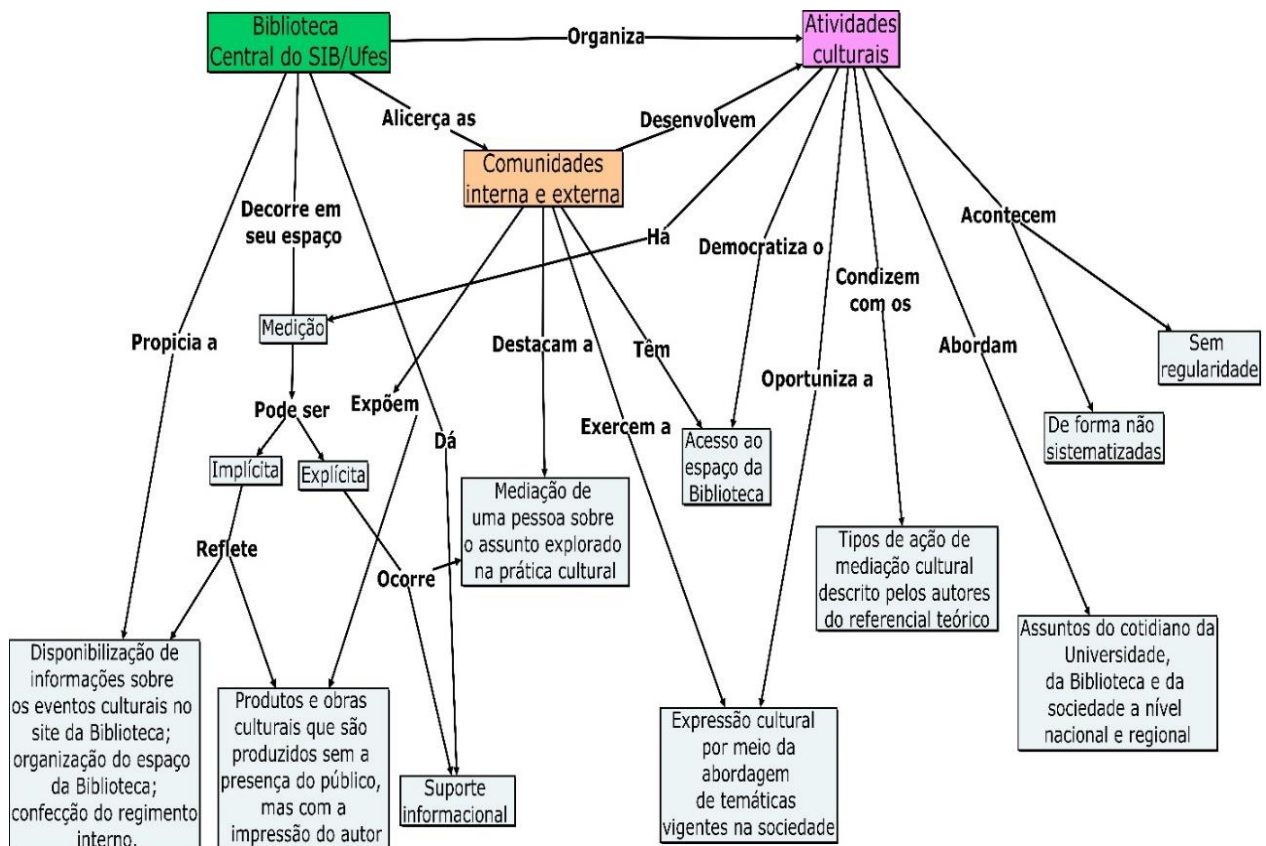 Biblioteca
Central do SIB/Ufes
Organiza
Atividades
culturais
Alicerça as
Desenvolvem
Comunidades
interna e externa
Decorre em
seu espaço
Há
Democratiza o
Acontecem
Condizem
com os
Medição
Propicia a
Destacam a
Têm
Abordam
Sem
regularidade
Pode ser
Expõem
Oportuniza a
Dá
Exercem a
Implícita
Explícita
Acesso ao
espaço da
Biblioteca
De forma não
sistematizadas
Mediação de
uma pessoa sobre
o assunto explorado
na prática cultural
Reflete
Ocorre
Tipos de ação de
mediação cultural
descrito pelos autores
do referencial teórico
Assuntos do cotidiano da
Universidade,
da Biblioteca e da
sociedade a nível
nacional e regional
Disponibilização de
informações sobre
os eventos culturais no
site da Biblioteca;
organização do espaço
da Biblioteca;
confecção do regimento
interno.
Produtos e obras
culturais que são
produzidos sem a
presença do público,
mas com a
impressão do autor
Suporte
informacional
Expressão cultural
por meio da
abordagem
de temáticas
vigentes na sociedade